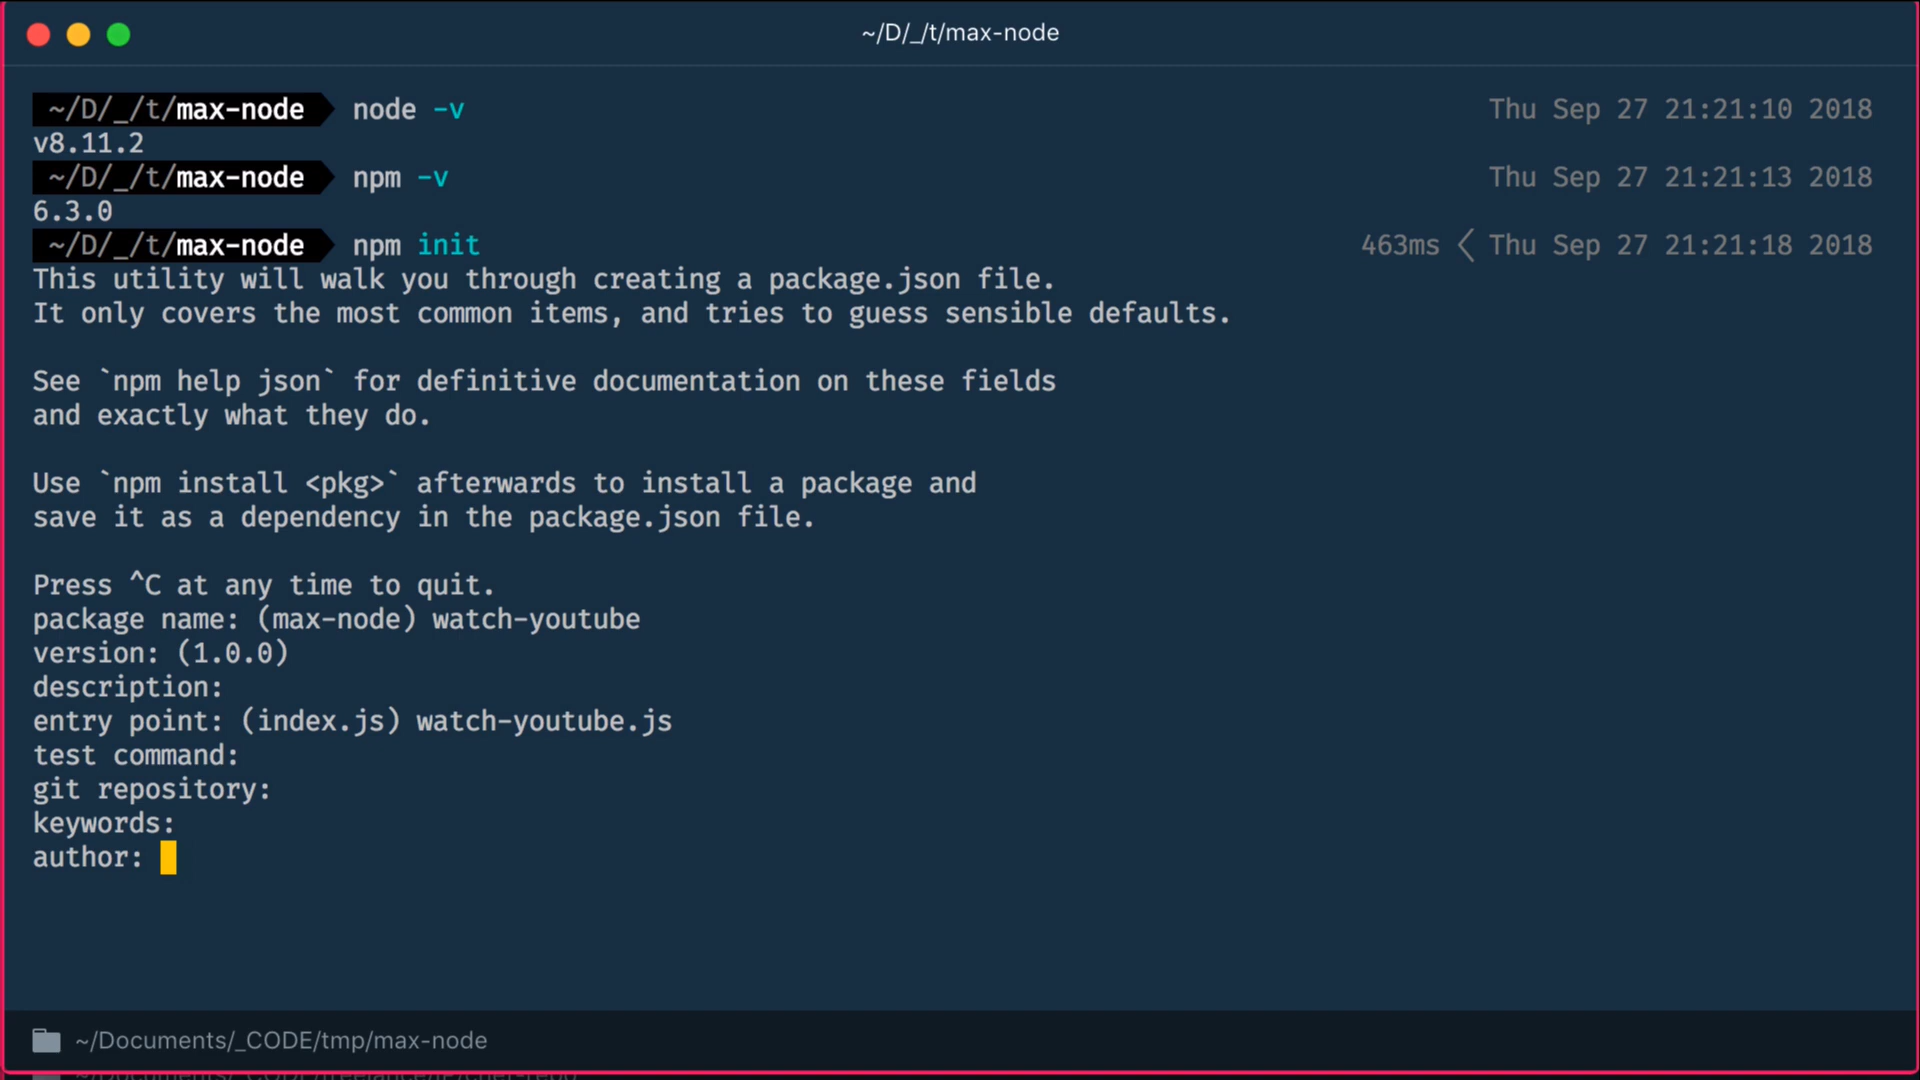 ~/D/_/t/max-node
~/D/_/t/max-node node -v Thu Sep 27 21:21:10 2018
v8.11.2
~/D/_/t/max-node npm -v Thu Sep 27 21:21:13 2018
6.3.0
~/D/_/t/max-node npm init 463ms < Thu Sep 27 21:21:18 2018
This utility will walk you through creating a package.json file.
It only covers the most common items, and tries to guess sensible defaults.
See `npm help json` for definitive documentation on these fields
and exactly what they do.
Use `npm install <pkg>` afterwards to install a package and
save it as a dependency in the package.json file.
Press ^C at any time to quit.
package name: (max-node) watch-youtube
version: (1.0.0)
description:
entry point: (index.js) watch-youtube.js
test command:
git repository:
keywords:
author:
~/Documents/_CODE/tmp/max-node